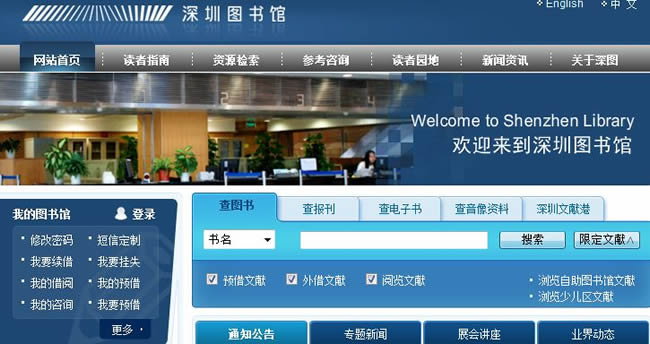 English 中 文
深圳图书馆
网站首页 读者指南 资源检索 参考咨询 读者园地 新闻资讯 关于深图
1 2 3 4
Welcome to Shenzhen Library
欢迎来到深圳图书馆
我的图书馆 登录
修改密码 短信定制
我要续借 我要挂失
我的借阅 我的预借
我的咨询 我要预借
更多
查图书 查报刊 查电子书 查音像资料 深圳文献港
书名 搜索 限定文献
预借文献 外借文献 阅览文献
浏览自助图书馆文献
浏览少儿区文献
通知公告 专题新闻 展会讲座 业界动态